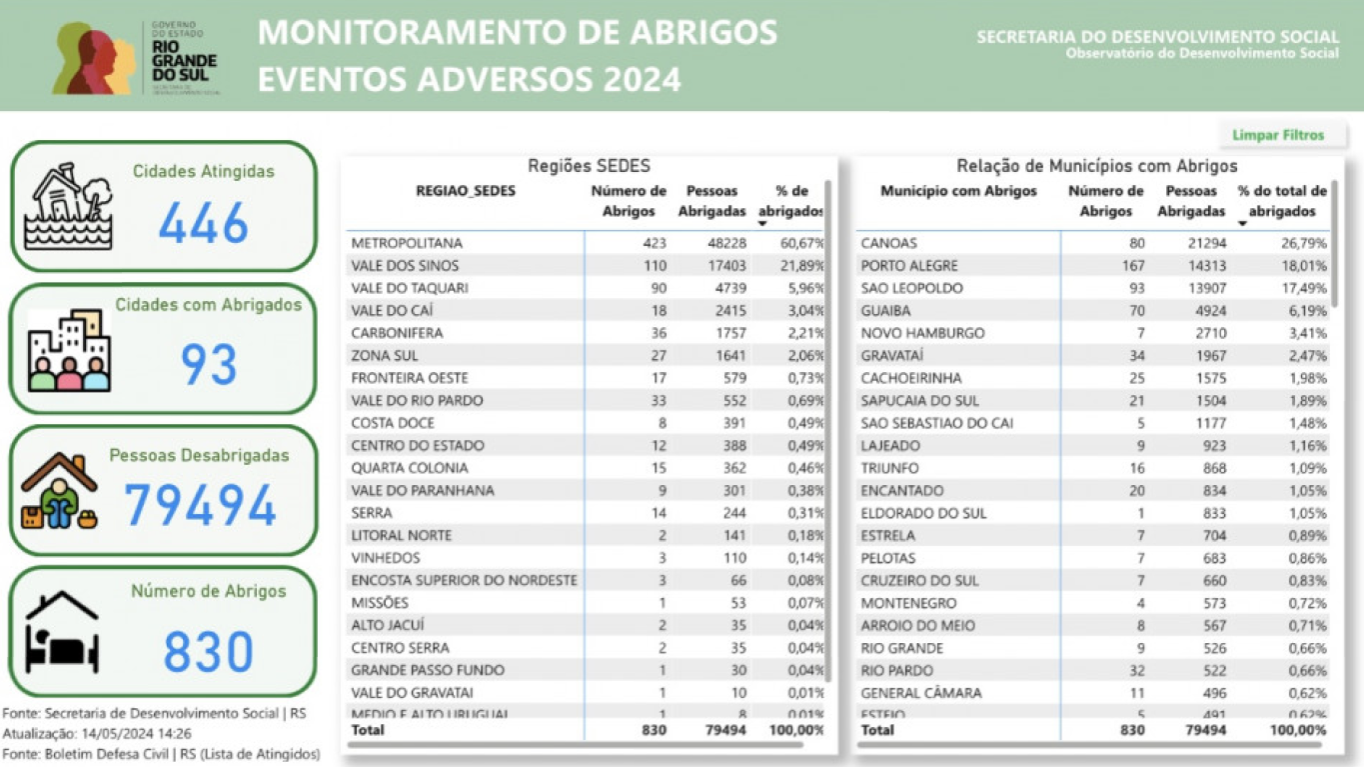 GOVERNO
DO ESTADO
RIO
GRANDE
DO SUL
MONITORAMENTO DE ABRIGOS
EVENTOS ADVERSOS 2024
SECRETARIA DO DESENVOLVIMENTO SOCIAL
Observatório do Desenvolvimento Social
Limpar Filtros
Cidades Atingidas
446
Cidades com Abrigados
93
Pessoas Desabrigadas
79494
Número de Abrigos
830
Fonte: Secretaria de Desenvolvimento Social | RS
Atualização: 14/05/2024 14:26
Fonte: Boletim Defesa Civil | RS (Lista de Atingidos)
Regiões SEDES
REGIAO_SEDES Número de Abrigos Pessoas Abrigadas % de abrigados
METROPOLITANA 423 48228 60,67%
VALE DOS SINOS 110 17403 21,89%
VALE DO TAQUARI 90 4739 5,96%
VALE DO CAÍ 18 2415 3,04%
CARBONIFERA 36 1757 2,21%
ZONA SUL 27 1641 2,06%
FRONTEIRA OESTE 17 579 0,73%
VALE DO RIO PARDO 33 552 0,69%
COSTA DOCE 8 391 0,49%
CENTRO DO ESTADO 12 388 0,49%
QUARTA COLONIA 15 362 0,46%
VALE DO PARANHANA 9 301 0,38%
SERRA 14 244 0,31%
LITORAL NORTE 2 141 0,18%
VINHEDOS 3 110 0,14%
ENCOSTA SUPERIOR DO NORDESTE 3 66 0,08%
MISSÕES 1 53 0,07%
ALTO JACUÍ 2 35 0,04%
CENTRO SERRA 2 35 0,04%
GRANDE PASSO FUNDO 1 30 0,04%
VALE DO GRAVATAI 1 10 0,01%
MEDIO E ALTO URUGUAI 1 8 0,01%
Total 830 79494 100,00%
Relação de Municípios com Abrigos
Município com Abrigos Número de Abrigos Pessoas Abrigadas % do total de abrigados
CANOAS 80 21294 26,79%
PORTO ALEGRE 167 14313 18,01%
SAO LEOPOLDO 93 13907 17,49%
GUAIBA 70 4924 6,19%
NOVO HAMBURGO 7 2710 3,41%
GRAVATAÍ 34 1967 2,47%
CACHOEIRINHA 25 1575 1,98%
SAPUCAIA DO SUL 21 1504 1,89%
SAO SEBASTIAO DO CAI 5 1177 1,48%
LAJEADO 9 923 1,16%
TRIUNFO 16 868 1,09%
ENCANTADO 20 834 1,05%
ELDORADO DO SUL 1 833 1,05%
ESTRELA 7 704 0,89%
PELOTAS 7 683 0,86%
CRUZEIRO DO SUL 7 660 0,83%
MONTENEGRO 4 573 0,72%
ARROIO DO MEIO 8 567 0,71%
RIO GRANDE 9 526 0,66%
RIO PARDO 32 522 0,66%
GENERAL CÂMARA 11 496 0,62%
ESTEIO 5 491 0,62%
Total 830 79494 100,00%